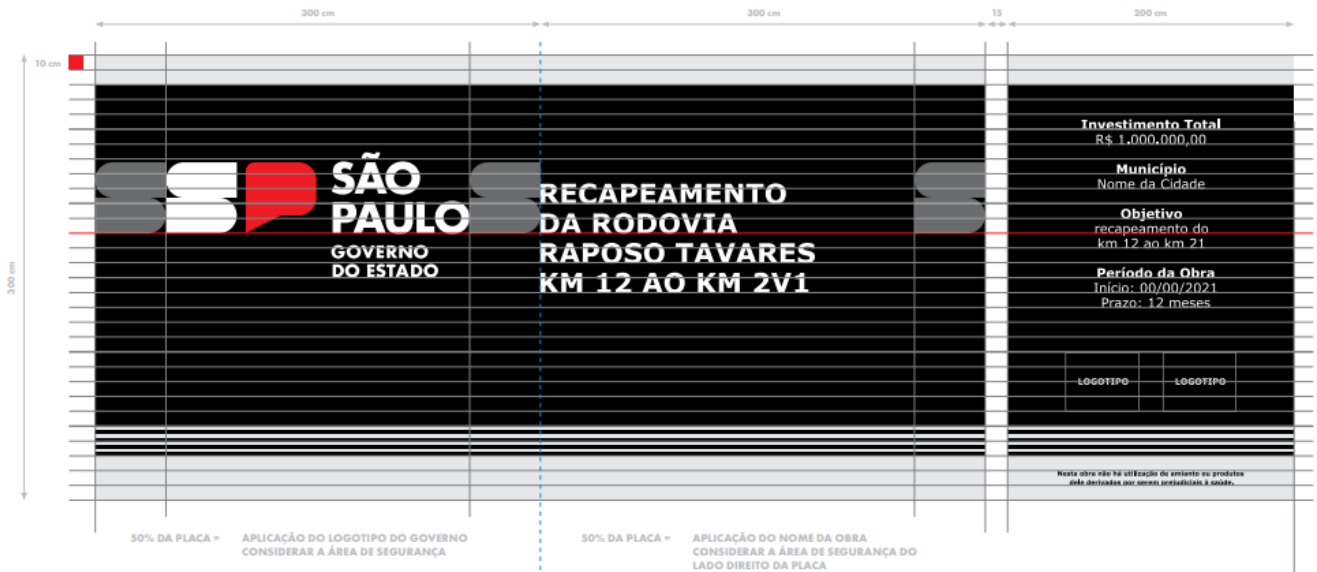 300 cm
300 cm
15
200 cm
10 cm
300 cm
SP
SÃO
PAULO
GOVERNO
DO ESTADO
RECAPEAMENTO
DA RODOVIA
RAPOSO TAVARES
KM 12 AO KM 2V1
Investimento Total
R$ 1.000.000,00
Município
Nome da Cidade
Objetivo
recapeamento do
km 12 ao km 21
Período da Obra
Início: 00/00/2021
Prazo: 12 meses
LOGOTIPO
LOGOTIPO
Nesta obra não há utilização de amianto ou produtos
dele derivados por serem prejudiciais à saúde.
50% DA PLACA =
APLICAÇÃO DO LOGOTIPO DO GOVERNO
CONSIDERAR A ÁREA DE SEGURANÇA
50% DA PLACA =
APLICAÇÃO DO NOME DA OBRA
CONSIDERAR A ÁREA DE SEGURANÇA DO
LADO DIREITO DA PLACA